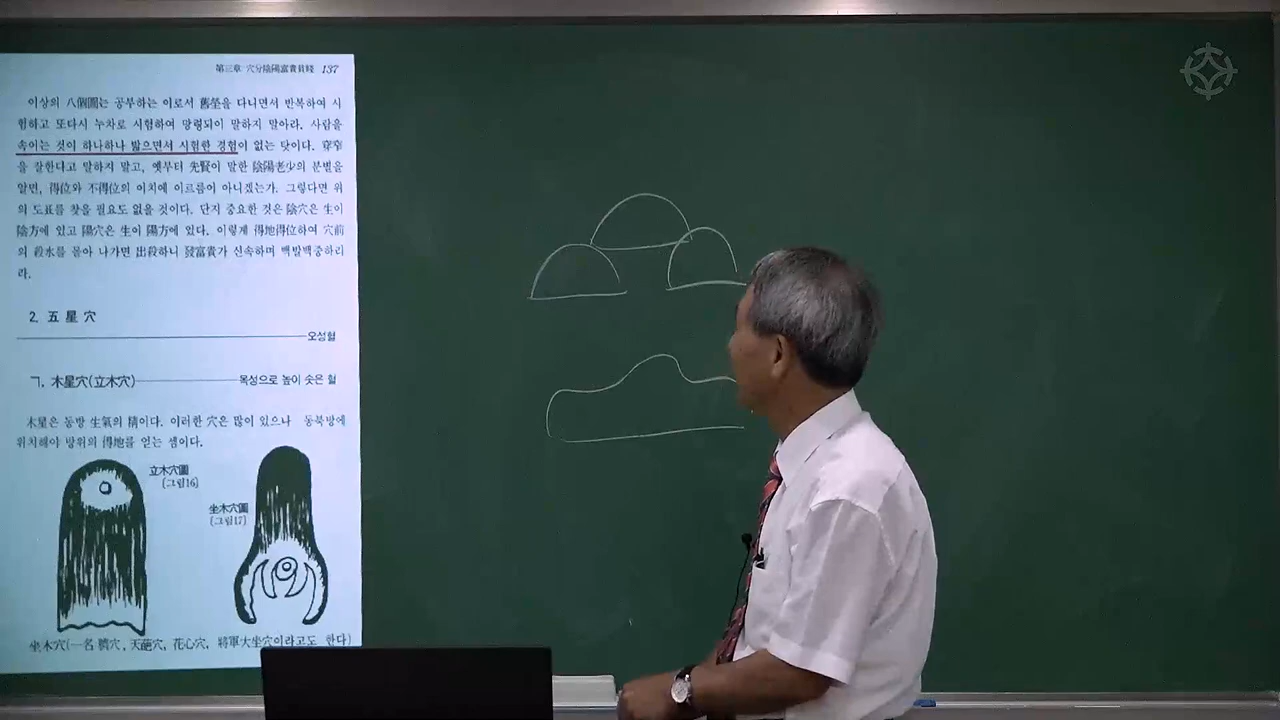 第三章 穴分陰陽富貴貧賤 137
이상의 八個圖는 공부하는 이로서 舊塋을 다니면서 반복하여 시
험하고 또다시 누차로 시험하여 망령되이 말하지 말아라. 사람을
속이는 것이 하나하나 밟으면서 시험한 경험이 없는 탓이다. 穿窄
을 잘한다고 말하지 말고, 옛부터 先賢이 말한 陰陽老少의 분별을
알면, 得位와 不得位의 이치에 이르름이 아니겠는가. 그렇다면 위
의 도표를 찾을 필요도 없을 것이다. 단지 중요한 것은 陰穴은 生이
陰方에 있고 陽穴은 生이 陽方에 있다. 이렇게 得地得位하여 穴前
의 殺水를 몰아 나가면 出殺하니 發富貴가 신속하며 백발백중하리
라.
2. 五星穴
오성혈
ㄱ. 木星穴(立木穴) 목성으로 높이 솟은 혈
木星은 동방 生氣의 精이다. 이러한 穴은 많이 있으나 동북방에
위치해야 방위의 得地를 얻는 셈이다.
立木穴圖
(그림16)
坐木穴圖
(그림17)
坐木穴(一名 臍穴, 天葩穴, 花心穴, 將軍大坐穴이라고도 한다)